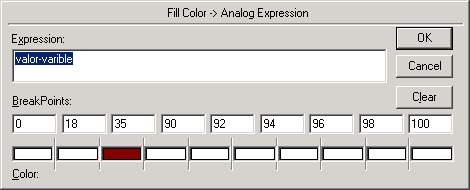 Fill Color -> Analog Expression
Expression:
OK
valor-varible
Cancel
Clear
BreakPoints:
0 18 35 90 92 94 96 98 100
Color: